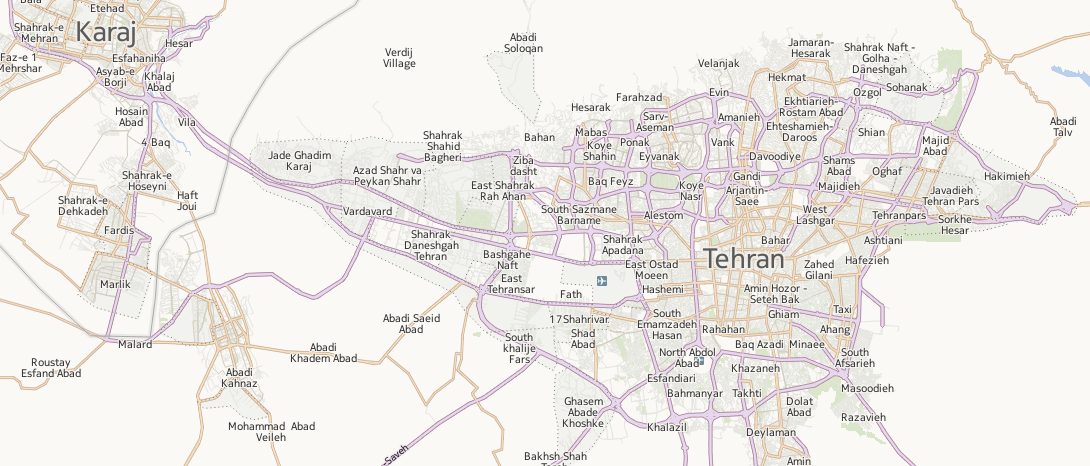 Etehad
Shahrak-e
Mehran
Karaj
Hesar
Faz-e 1
Mehrshar
Esfahaniha
Asyab-e
Borji
Khalaj
Abad
Hosain
Abad
Vila
4 Baq
Shahrak-e
Hoseyni
Haft
Joui
Shahrak-e
Dehkadeh
Fardis
Marlik
Malard
Roustay
Esfand Abad
Abadi
Kahnaz
Mohammad Abad
Veileh
Abadi
Khadem Abad
Abadi Saeid
Abad
Verdij
Village
Abadi
Soloqan
Jade Ghadim
Karaj
Azad Shahr va
Peykan Shahr
Shahrak
Shahid
Bagheri
Vardavard
Shahrak
Daneshgah
Tehran
Bahan
Ziba
dasht
East Shahrak
Rah Ahan
Bashgahe
Naft
East
Tehransar
South
khalije
Fars
Saveh
Bakhsh Shah
Ghasem
Abade
Khoshke
Shad
Abad
17Shahrivar
Fath
Hesarak
Farahzad
Mabas
Koye
Shahin
Sarv-
Aseman
Ponak
Eyvanak
Baq Feyz
South Sazmane
Barname
Shahrak
Apadana
Alestom
Koye
Nasr
East Ostad
Moeen
Hashemi
South
Emamzadeh
Hasan
North Abdol
Abad
Esfandiari
Bahmanyar
Khalazil
Velanjak
Evin
Amanieh
Vank
Gandi
Arjantin-
Saee
Davoodiye
Jamaran-
Hesarak
Hekmat
Ekhtiarieh-
Rostam Abad
Ehteshamieh-
Daroos
Shahrak Naft -
Golha -
Daneshgah
Ozgol
Sohanak
Shian
Majid
Abad
Oghaf
Shams
Abad
Majidieh
Hakimieh
Javadieh
Tehran Pars
Tehranpars
Sorkhe
Hesar
West
Lashgar
Ashtiani
Bahar
Hafezieh
Tehran
Zahed
Gilani
Amin Hozor -
Seteh Bak
Ghiam
Taxi
Rahahan
Ahang
Baq Azadi
Minaee
South
Afsarieh
Khazaneh
Masoodieh
Takhti
Dolat
Abad
Razavieh
Deylaman
Amin
Abadi
Talv